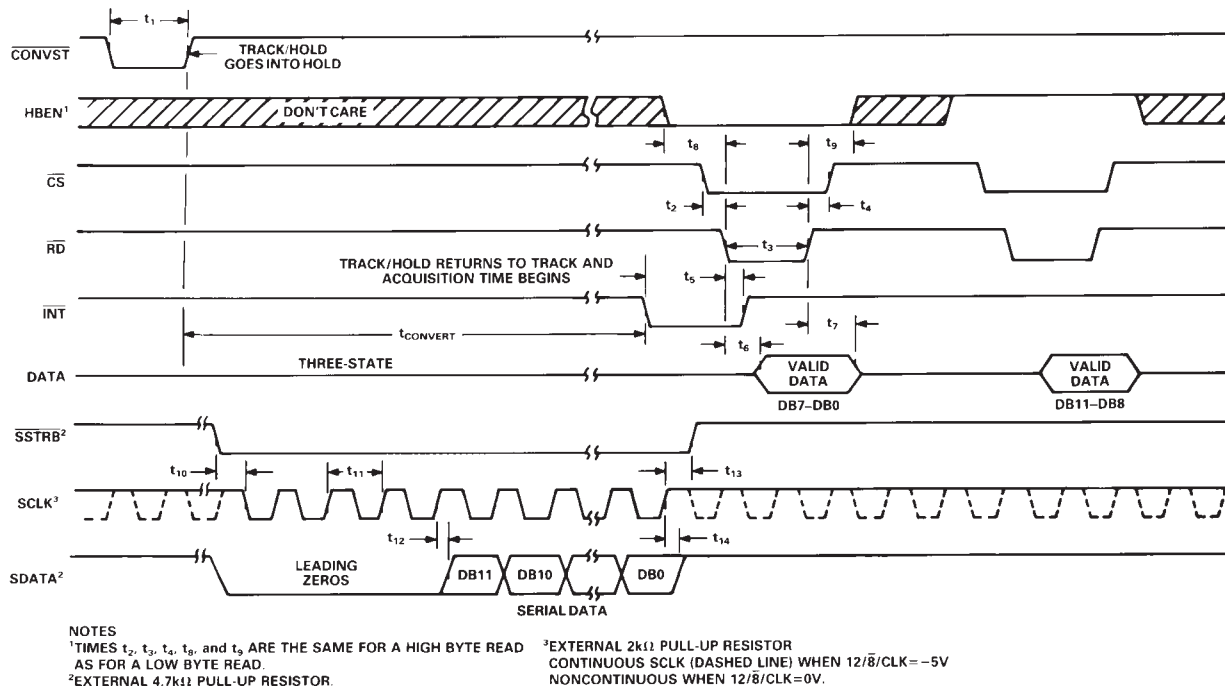 t₁
CONVST
TRACK/HOLD
GOES INTO HOLD
HBEN¹
DON'T CARE
t₈
t₉
CS
t₂
t₄
RD
t₃
TRACK/HOLD RETURNS TO TRACK AND
ACQUISITION TIME BEGINS
t₅
INT
tCONVERT
t₇
t₆
THREE-STATE
DATA
VALID
DATA
VALID
DATA
DB7–DB0
DB11–DB8
SSTRB²
t₁₀
t₁₁
t₁₃
SCLK³
t₁₂
t₁₄
SDATA²
LEADING
ZEROS
DB11
DB10
DB0
SERIAL DATA
NOTES
¹TIMES t₂, t₃, t₄, t₈, and t₉ ARE THE SAME FOR A HIGH BYTE READ
AS FOR A LOW BYTE READ.
²EXTERNAL 4.7kΩ PULL-UP RESISTOR.
³EXTERNAL 2kΩ PULL-UP RESISTOR
CONTINUOUS SCLK (DASHED LINE) WHEN 12/8̅/CLK=–5V
NONCONTINUOUS WHEN 12/8̅/CLK=0V.